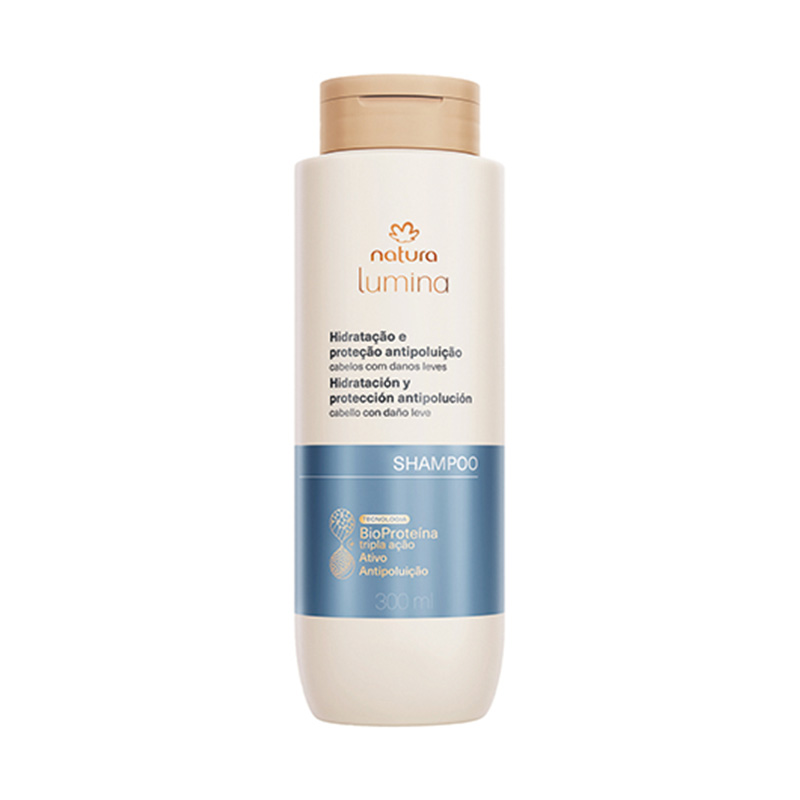 natura
lumina
Hidratação e
proteção antipoluição
cabelos com danos leves
Hidratación y
protección antipolución
cabello con daño leve
SHAMPOO
TECNOLOGIA
BioProteína
tripla ação
Ativo
Antipoluição
300 ml